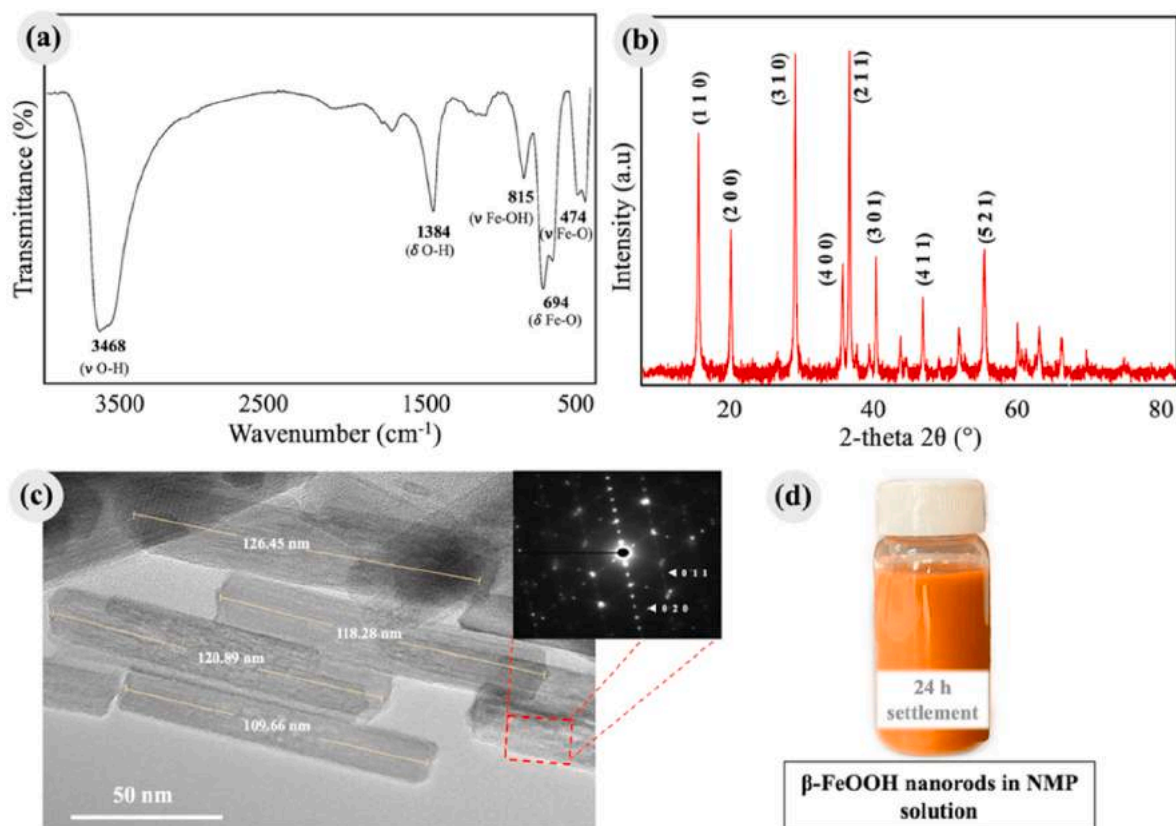 (a)
Transmittance (%)
3468
(ν O-H)
1384
(δ O-H)
815
(ν Fe-OH)
694
(δ Fe-O)
474
(ν Fe-O)
3500 2500 1500 500
Wavenumber (cm⁻¹)
(b)
Intensity (a.u)
(1 1 0)
(2 0 0)
(3 1 0)
(4 0 0)
(2 1 1)
(3 0 1)
(4 1 1)
(5 2 1)
20 40 60 80
2-theta 2θ (°)
(c)
126.45 nm
118.28 nm
120.89 nm
109.66 nm
50 nm
0 1 1
0 2 0
(d)
24 h
settlement
β-FeOOH nanorods in NMP
solution